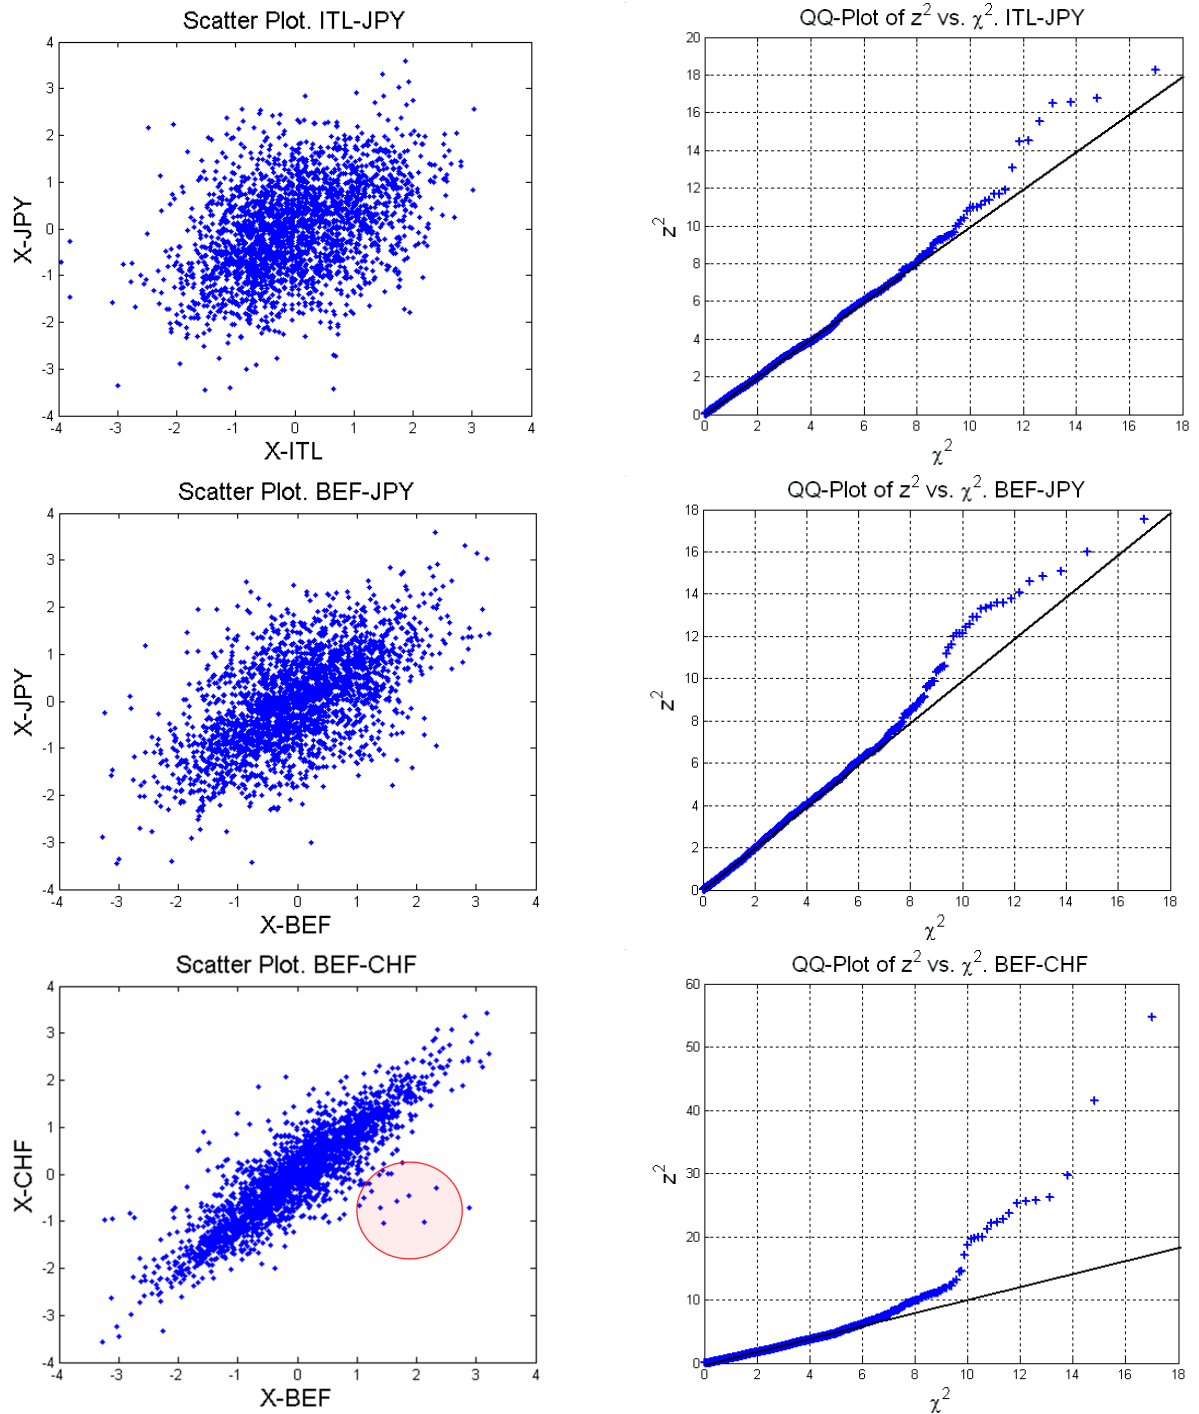 Scatter Plot. ITL-JPY
4
3
2
1
0
-1
-2
-3
-4
-4 -3 -2 -1 0 1 2 3 4
X-JPY
X-ITL
QQ-Plot of z² vs. χ². ITL-JPY
20
18
16
14
12
10
8
6
4
2
0
0 2 4 6 8 10 12 14 16 18
z²
χ²
Scatter Plot. BEF-JPY
4
3
2
1
0
-1
-2
-3
-4
-4 -3 -2 -1 0 1 2 3 4
X-JPY
X-BEF
QQ-Plot of z² vs. χ². BEF-JPY
18
16
14
12
10
8
6
4
2
0
0 2 4 6 8 10 12 14 16 18
z²
χ²
Scatter Plot. BEF-CHF
4
3
2
1
0
-1
-2
-3
-4
-4 -3 -2 -1 0 1 2 3 4
X-CHF
X-BEF
QQ-Plot of z² vs. χ². BEF-CHF
60
50
40
30
20
10
0
0 2 4 6 8 10 12 14 16 18
z²
χ²